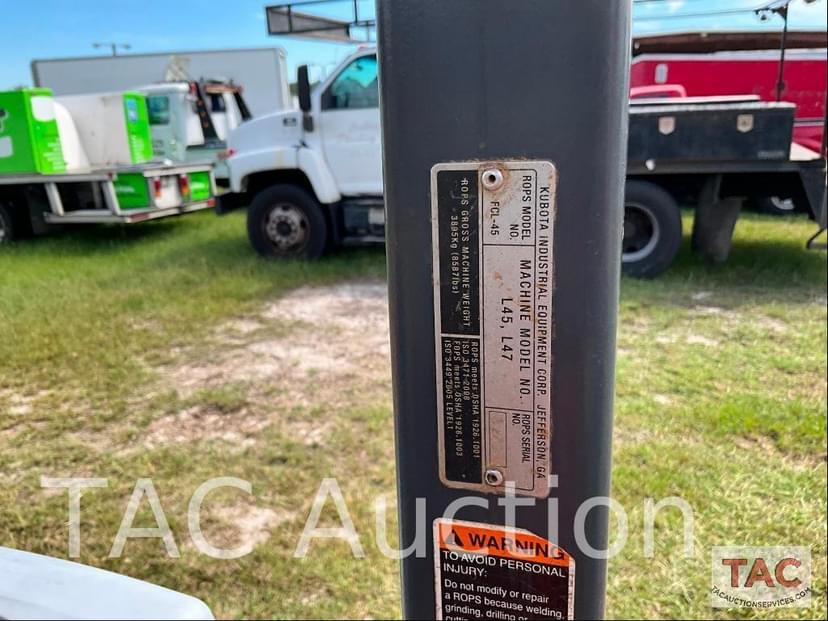 KUBOTA INDUSTRIAL EQUIPMENT CORP. JEFFERSON, GA
ROPS MODEL NO.
FCL-45
MACHINE MODEL NO..
L45, L47
ROPS SERIAL NO.
ROPS GROSS MACHINE WEIGHT
3895Kg (8587lbs)
ROPS meets OSHA 1928.1001
ISO 3471-2008
FOPS meets OSHA 1928.1003
ISO 3449-2005 LEVEL1
TAC Auction
WARNING
TO AVOID PERSONAL
INJURY:
Do not modify or repair
a ROPS because welding,
grinding, drilling or
TAC
TACAUCTIONSERVICES.COM